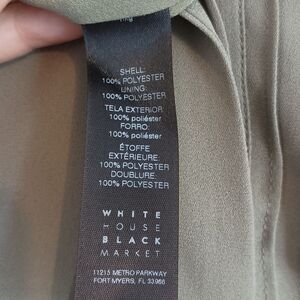 SHELL:
100% POLYESTER
LINING:
100% POLYESTER
TELA EXTERIOR:
100% poliéster
FORRO:
100% poliéster
ÉTOFFE
EXTÉRIEURE:
100% POLYESTER
DOUBLURE:
100% POLYESTER
WHITE
HOUSE
BLACK
MARKET
11215 METRO PARKWAY
FORT MYERS, FL 33966